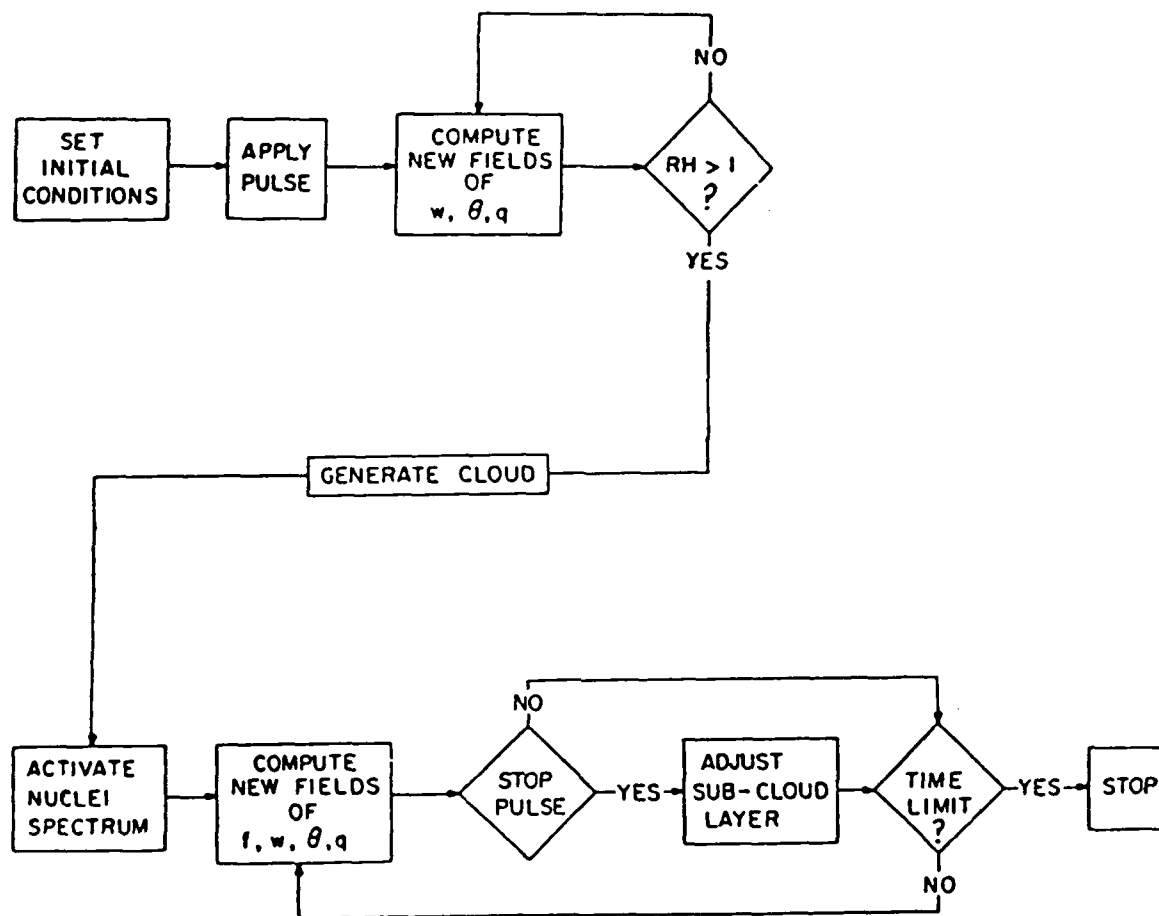 NO
SET
INITIAL
CONDITIONS
APPLY
PULSE
COMPUTE
NEW FIELDS
OF
w, θ, q
RH > 1
?
YES
GENERATE CLOUD
NO
ACTIVATE
NUCLEI
SPECTRUM
COMPUTE
NEW FIELDS
OF
f, w, θ, q
STOP
PULSE
YES
ADJUST
SUB-CLOUD
LAYER
TIME
LIMIT
?
YES
STOP
NO